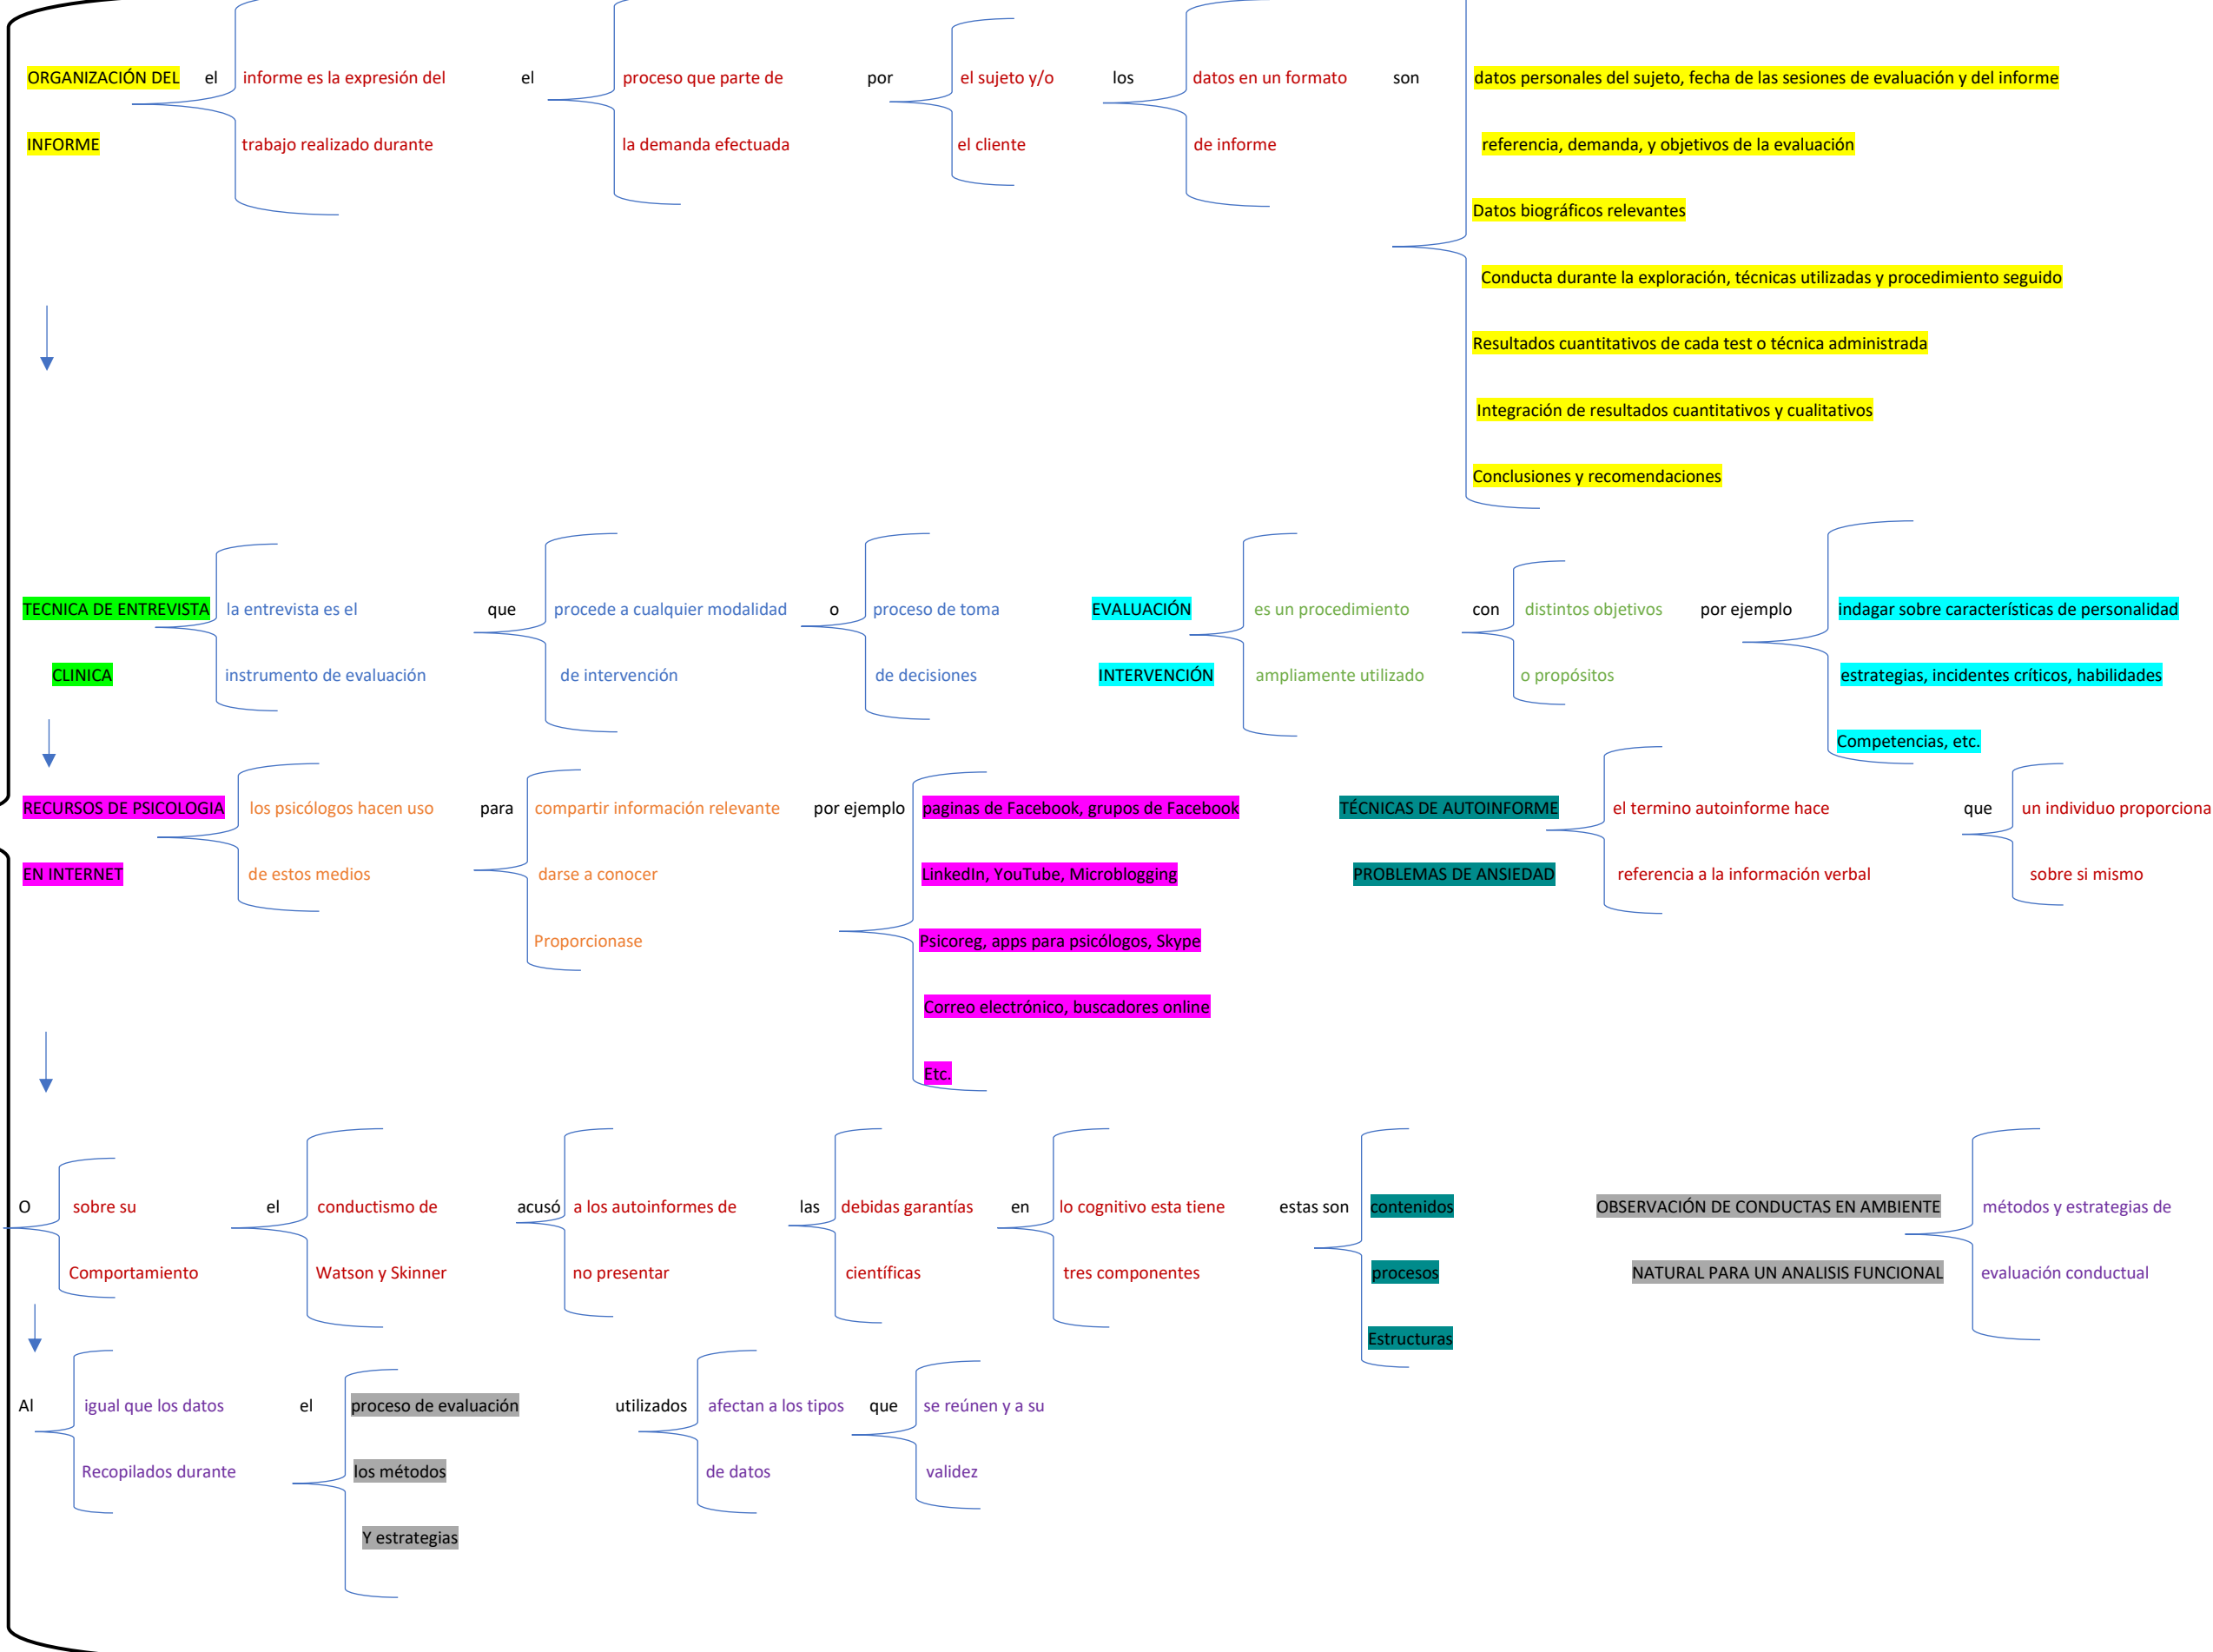 ORGANIZACIÓN DEL el informe es la expresión del el proceso que parte de por el sujeto y/o los datos en un formato son datos personales del sujeto, fecha de las sesiones de evaluación y del informe
INFORME trabajo realizado durante la demanda efectuada el cliente de informe referencia, demanda, y objetivos de la evaluación
Datos biográficos relevantes
Conducta durante la exploración, técnicas utilizadas y procedimiento seguido
Resultados cuantitativos de cada test o técnica administrada
Integración de resultados cuantitativos y cualitativos
Conclusiones y recomendaciones
TECNICA DE ENTREVISTA la entrevista es el que procede a cualquier modalidad o proceso de toma EVALUACIÓN es un procedimiento con distintos objetivos por ejemplo indagar sobre características de personalidad
CLINICA instrumento de evaluación de intervención de decisiones INTERVENCIÓN ampliamente utilizado o propósitos estrategias, incidentes críticos, habilidades
Competencias, etc.
RECURSOS DE PSICOLOGIA los psicólogos hacen uso para compartir información relevante por ejemplo paginas de Facebook, grupos de Facebook TÉCNICAS DE AUTOINFORME el termino autoinforme hace que un individuo proporciona
EN INTERNET de estos medios darse a conocer LinkedIn, YouTube, Microblogging PROBLEMAS DE ANSIEDAD referencia a la información verbal sobre si mismo
Proporcionase Psicoreg, apps para psicólogos, Skype
Correo electrónico, buscadores online
Etc.
O sobre su el conductismo de acusó a los autoinformes de las debidas garantías en lo cognitivo esta tiene estas son contenidos OBSERVACIÓN DE CONDUCTAS EN AMBIENTE métodos y estrategias de
Comportamiento Watson y Skinner no presentar científicas tres componentes procesos NATURAL PARA UN ANALISIS FUNCIONAL evaluación conductual
Estructuras
Al igual que los datos el proceso de evaluación utilizados afectan a los tipos que se reúnen y a su
Recopilados durante los métodos de datos validez
Y estrategias